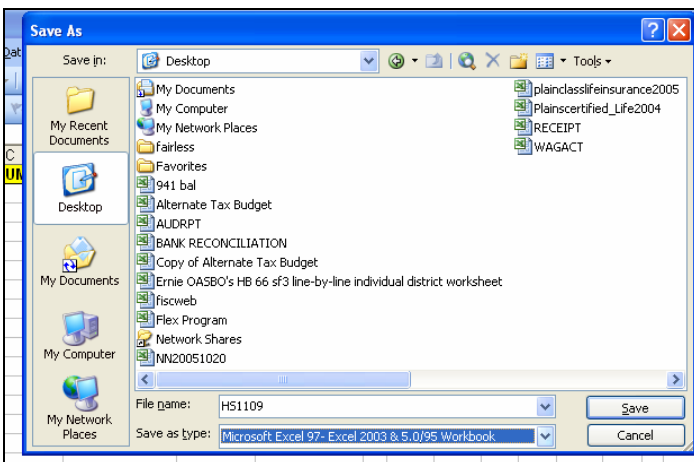 Save As
Dat
Save in:
Desktop
Tools
My Recent
Documents
Desktop
My Documents
My Computer
My Network
Places
C
UM
My Documents
My Computer
My Network Places
fairless
Favorites
941 bal
Alternate Tax Budget
AUDRPT
BANK RECONCILIATION
Copy of Alternate Tax Budget
Ernie OASBO's HB 66 sf3 line-by-line individual district worksheet
fiscweb
Flex Program
Network Shares
NN20051020
plainclasslifeinsurance2005
Plainscertified_Life2004
RECEIPT
WAGACT
File name:
HS1109
Save
Save as type:
Microsoft Excel 97- Excel 2003 & 5.0/95 Workbook
Cancel